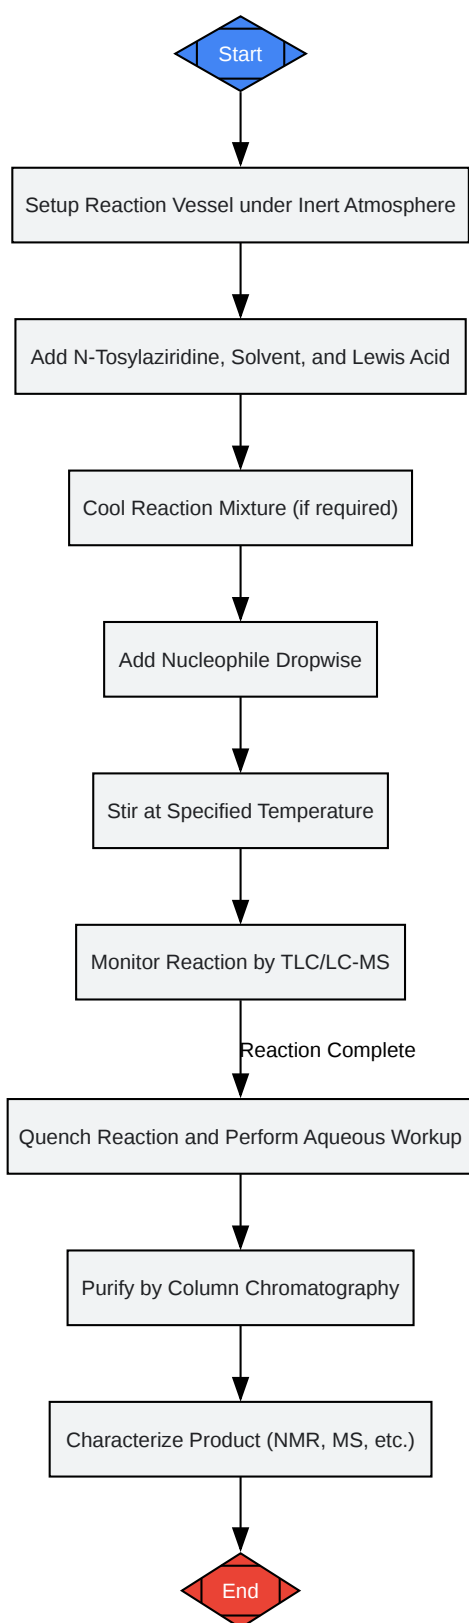 Start
Setup Reaction Vessel under Inert Atmosphere
Add N-Tosylaziridine, Solvent, and Lewis Acid
Cool Reaction Mixture (if required)
Add Nucleophile Dropwise
Stir at Specified Temperature
Monitor Reaction by TLC/LC-MS
Reaction Complete
Quench Reaction and Perform Aqueous Workup
Purify by Column Chromatography
Characterize Product (NMR, MS, etc.)
End